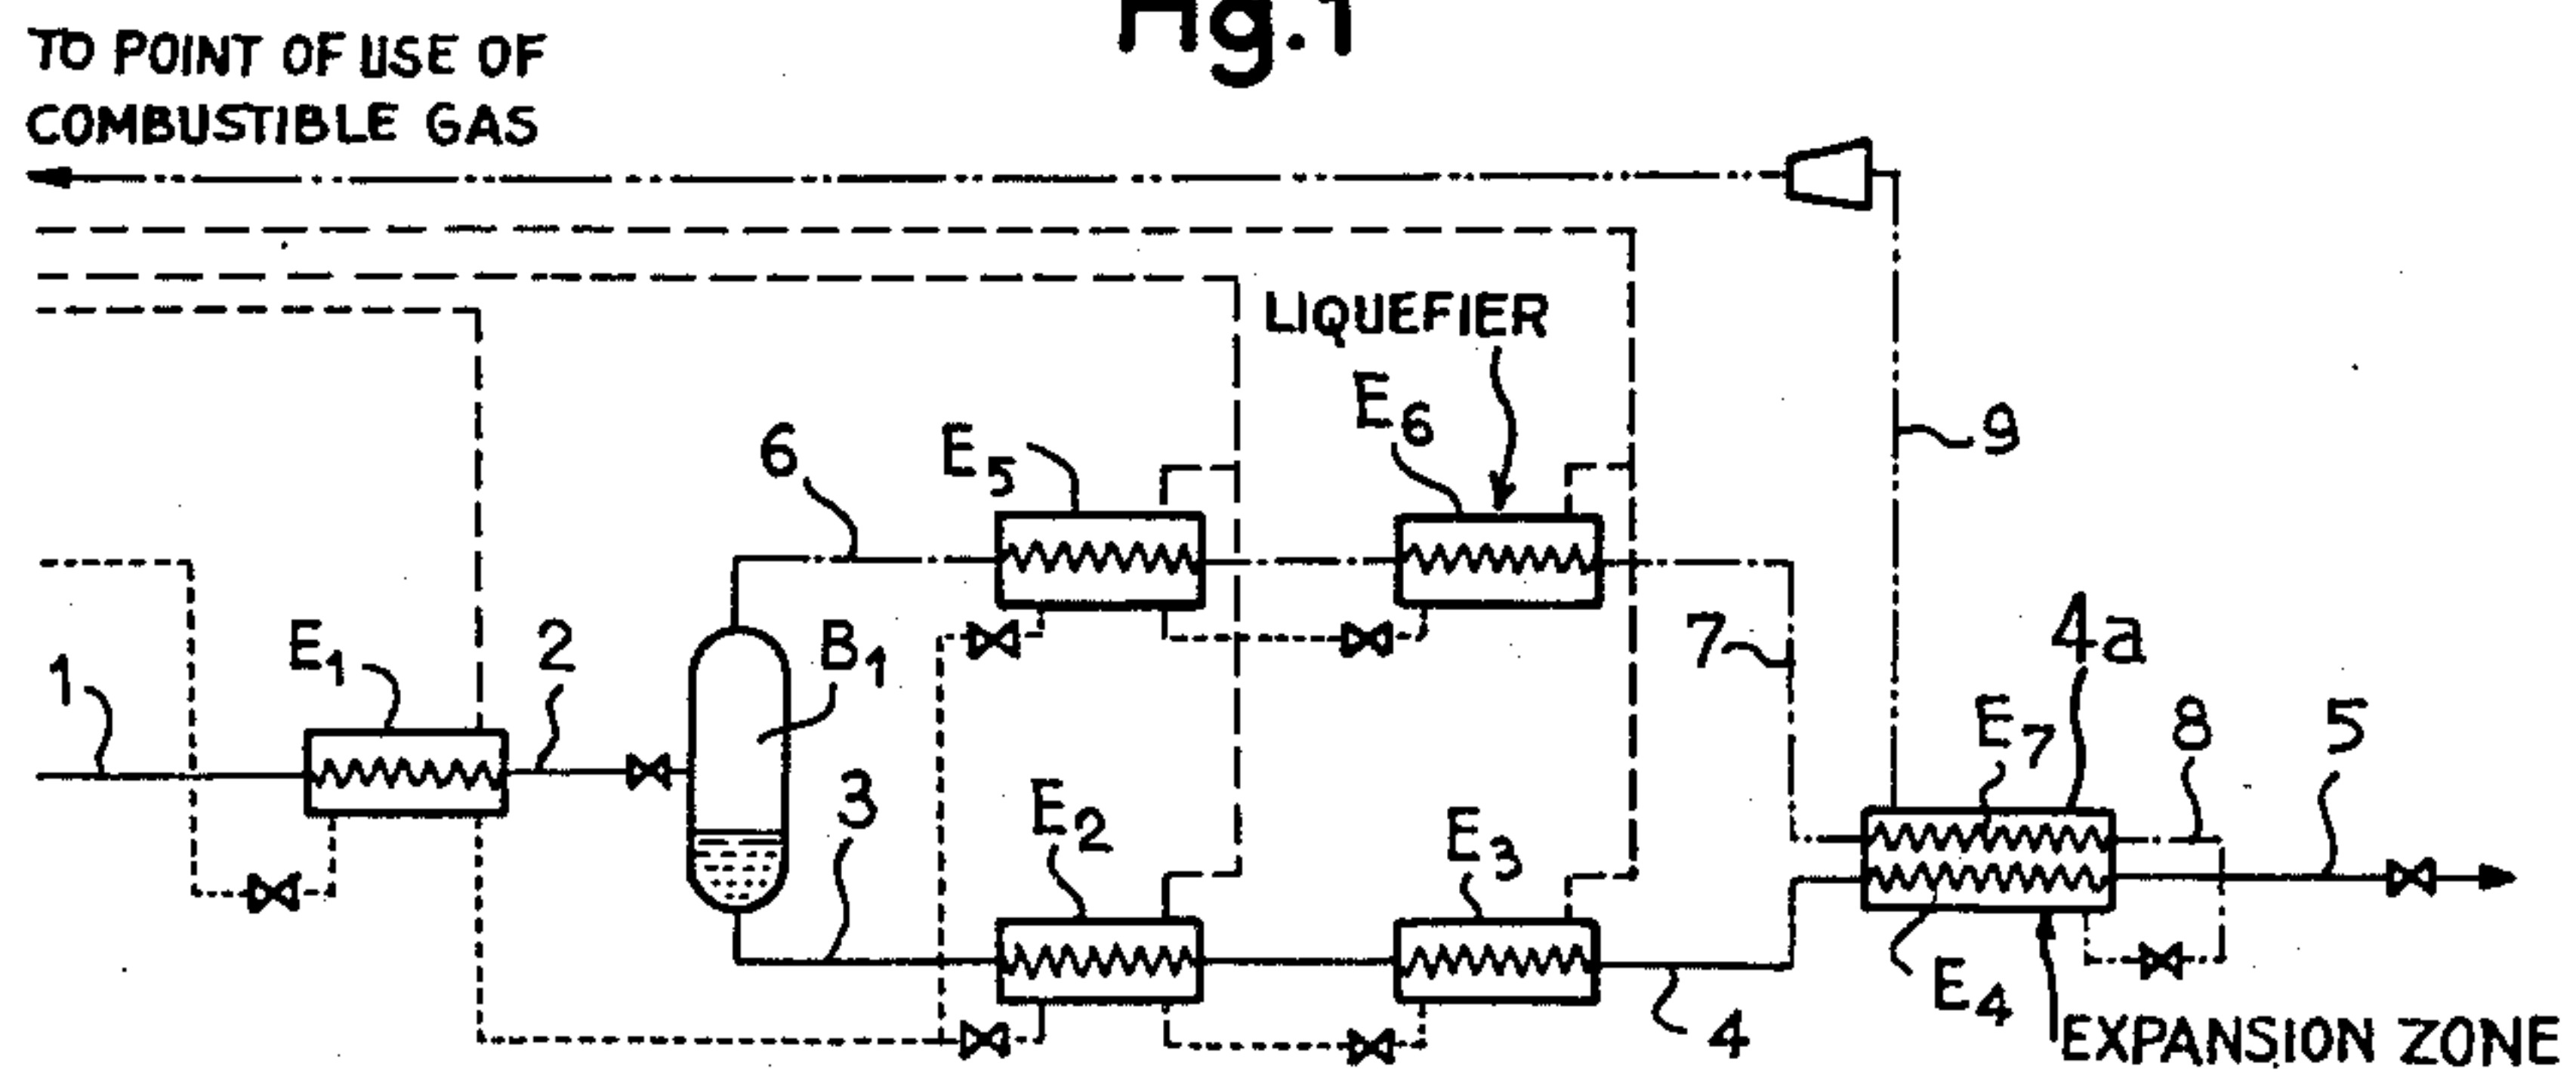 Fig.1
TO POINT OF USE OF
COMBUSTIBLE GAS
LIQUEFIER
E6
9
6
E5
E1
2
B1
7
4a
1
E7
8
5
3
E2
E3
E4
4
EXPANSION ZONE